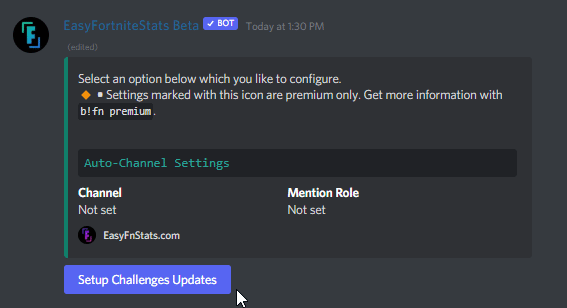 EasyFortniteStats Beta ✓ BOT Today at 1:30 PM
(edited)
Select an option below which you like to configure.
🔸 ▪ Settings marked with this icon are premium only. Get more information with
b!fn premium.
Auto-Channel Settings
Channel Mention Role
Not set Not set
EasyFnStats.com
Setup Challenges Updates